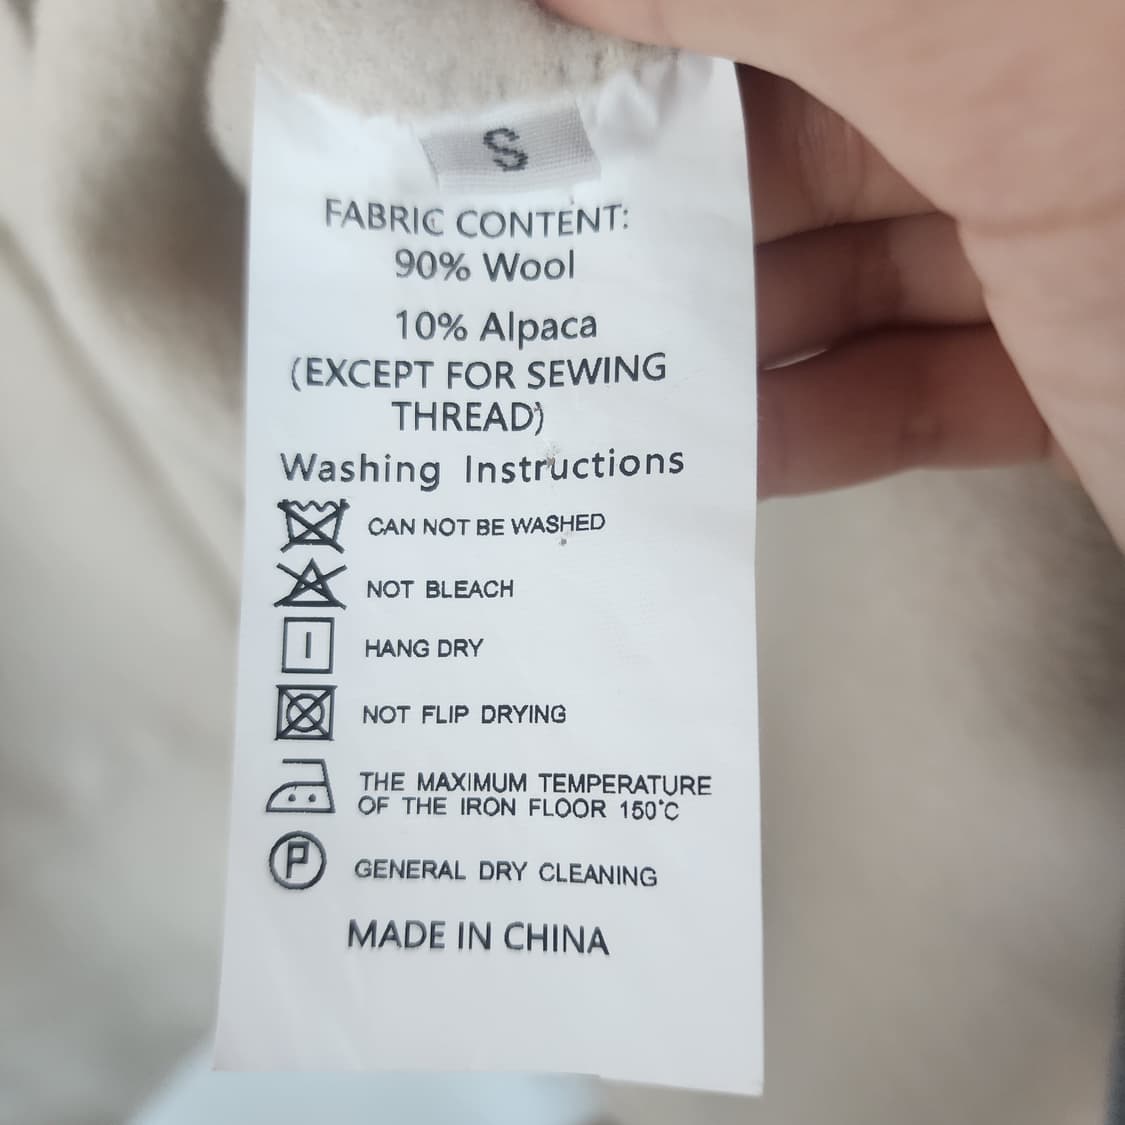 S
FABRIC CONTENT:
90% Wool
10% Alpaca
(EXCEPT FOR SEWING
THREAD)
Washing Instructions
CAN NOT BE WASHED
NOT BLEACH
HANG DRY
NOT FLIP DRYING
THE MAXIMUM TEMPERATURE
OF THE IRON FLOOR 150°C
P
GENERAL DRY CLEANING
MADE IN CHINA